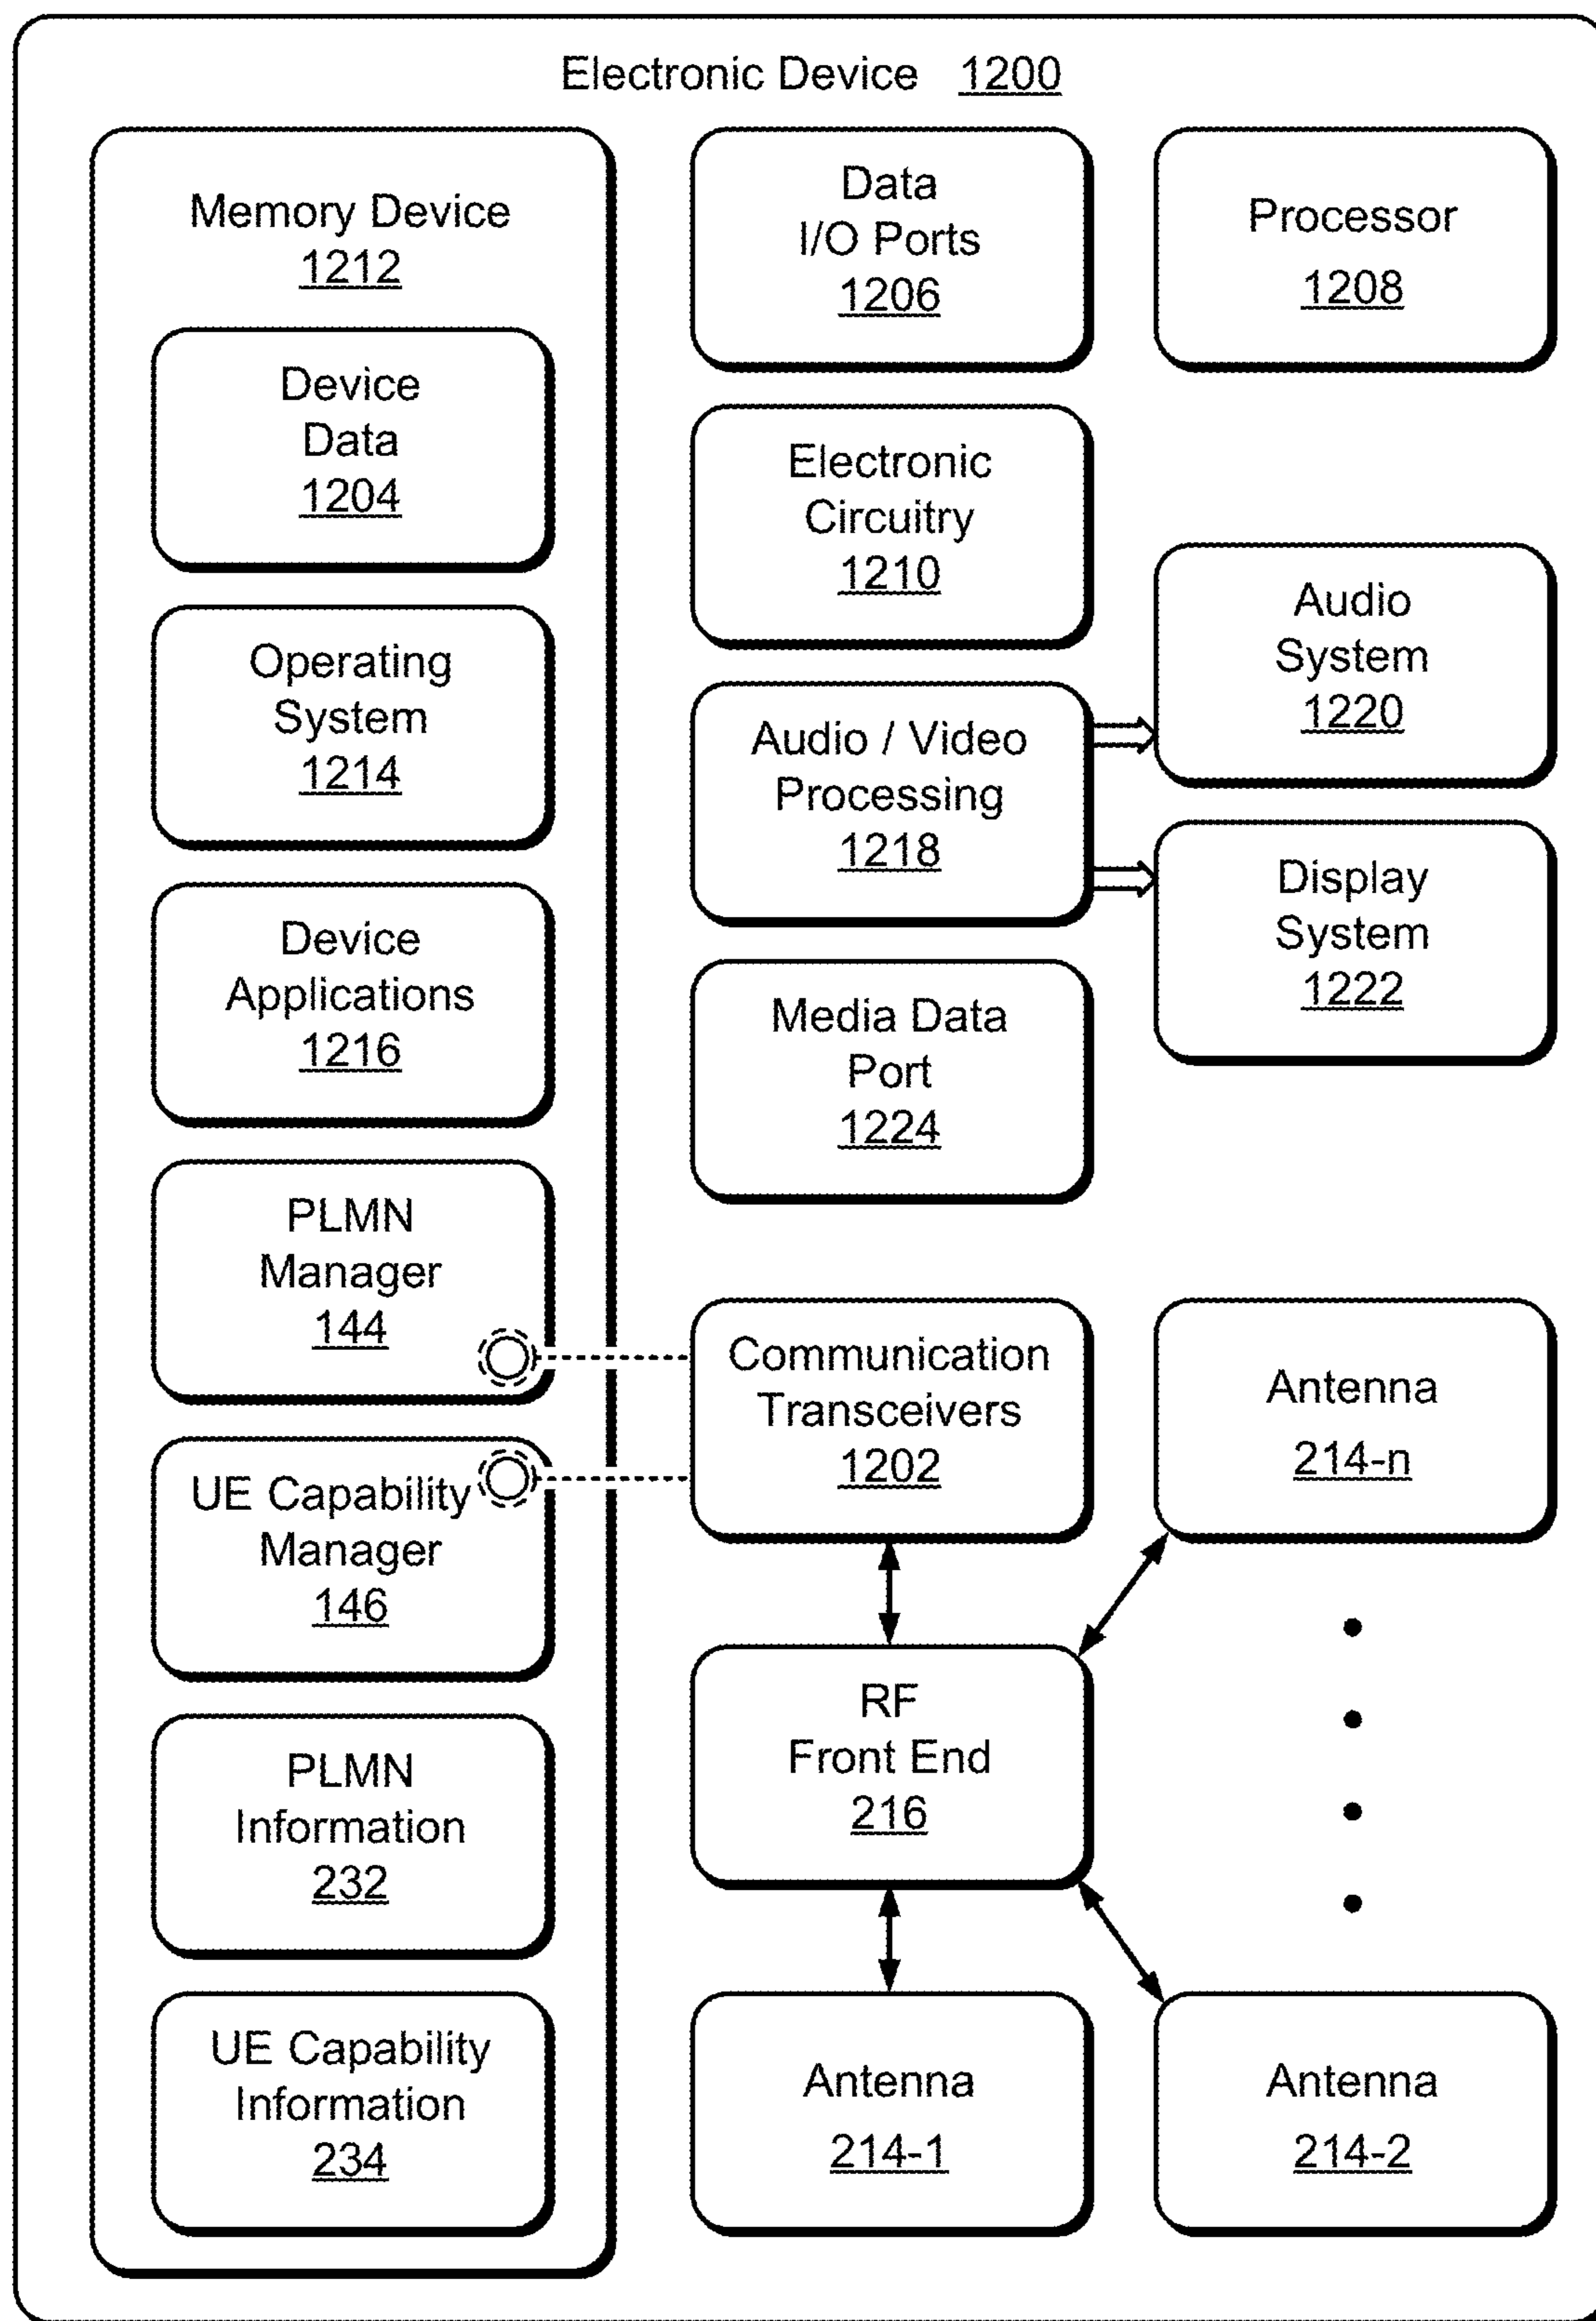 Electronic Device 1200
Memory Device
1212
Device
Data
1204
Operating
System
1214
Device
Applications
1216
PLMN
Manager
144
UE Capability
Manager
146
PLMN
Information
232
UE Capability
Information
234
Data
I/O Ports
1206
Processor
1208
Electronic
Circuitry
1210
Audio / Video
Processing
1218
Audio
System
1220
Display
System
1222
Media Data
Port
1224
Communication
Transceivers
1202
Antenna
214-n
RF
Front End
216
Antenna
214-1
Antenna
214-2